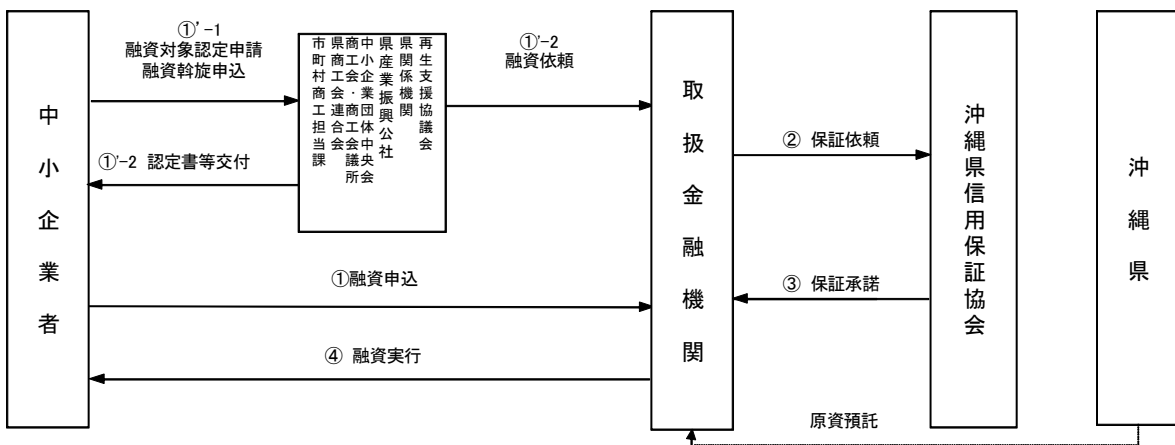 中小企業者
①’-1
融資対象認定申請
融資斡旋申込
①’-2 認定書等交付
再生支援協議会
県関係機関
県産業振興公社
中小企業団体中央会
商工会・商工会議所
県商工会連合会
市町村商工担当課
①’-2
融資依頼
①融資申込
④ 融資実行
取扱金融機関
② 保証依頼
③ 保証承諾
沖縄県信用保証協会
沖縄県
原資預託